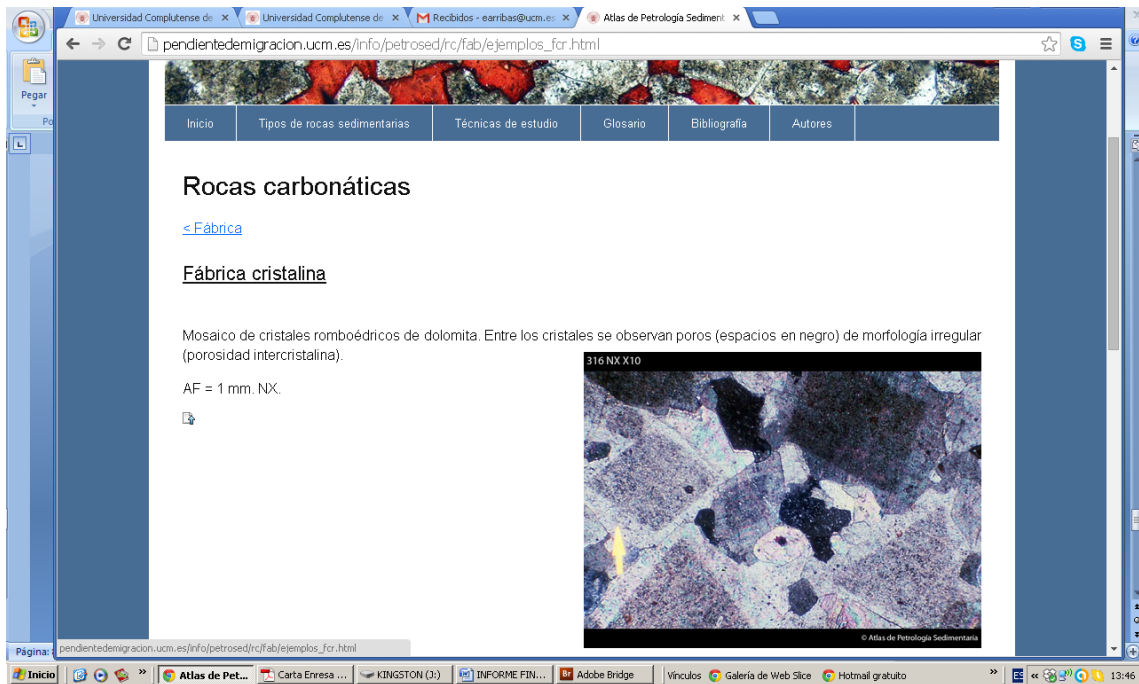 Universidad Complutense de
Universidad Complutense de
Recibidos - earribas@ucm.es
Atlas de Petrología Sediment
pendientedemigracion.ucm.es/info/petrosed/rc/fab/ejemplos_fcr.html
Pegar
Inicio
Tipos de rocas sedimentarias
Técnicas de estudio
Glosario
Bibliografía
Autores
Rocas carbonáticas
< Fábrica
Fábrica cristalina
Mosaico de cristales romboédricos de dolomita. Entre los cristales se observan poros (espacios en negro) de morfología irregular
(porosidad intercristalina).
316 NX X10
AF = 1 mm. NX.
© Atlas de Petrología Sedimentaria
Página:
pendientedemigracion.ucm.es/info/petrosed/rc/fab/ejemplos_fcr.html
Inicio
»
Atlas de Pet...
Carta Enresa ...
KINGSTON (J:)
INFORME FIN...
Br Adobe Bridge
Vínculos
Galería de Web Slice
Hotmail gratuito
»
ES
«
13:46